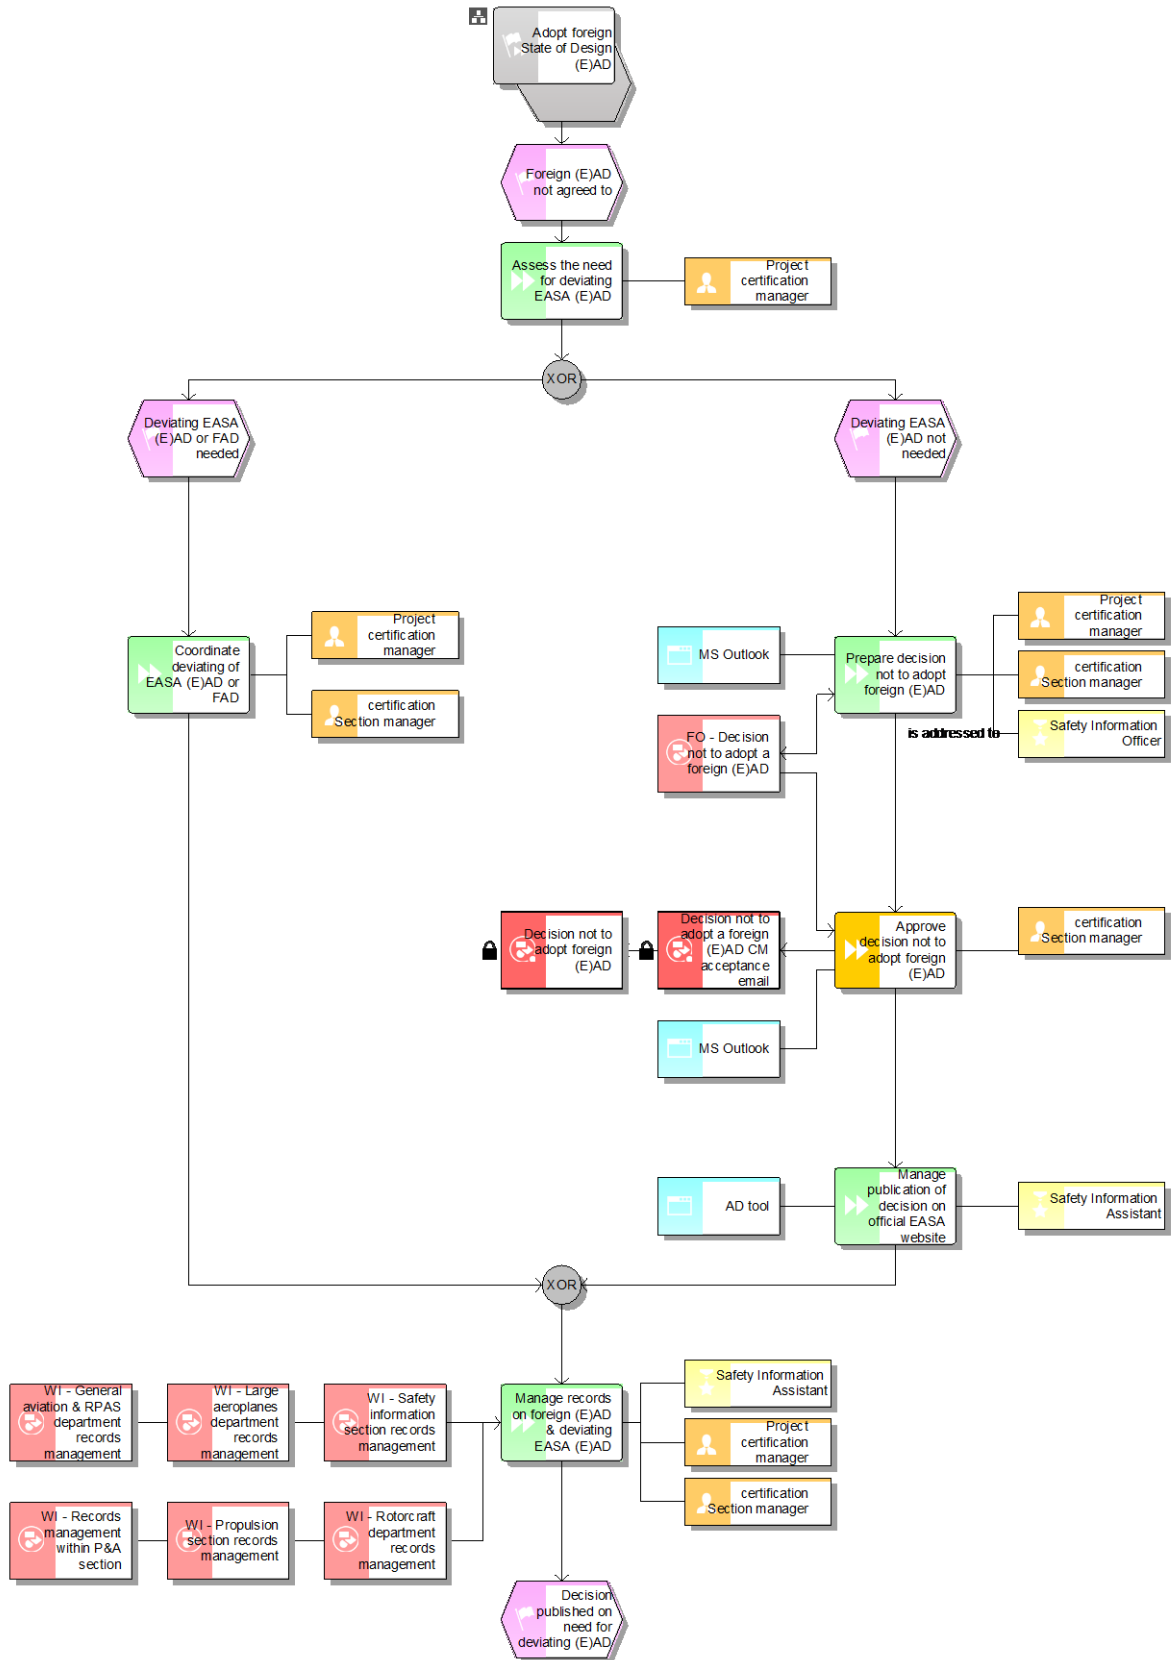 Adopt foreign
State of Design
(E)AD
Foreign (E)AD
not agreed to
Assess the need
for deviating
EASA (E)AD
Project
certification
manager
XOR
Deviating EASA
(E)AD or FAD
needed
Deviating EASA
(E)AD not
needed
Coordinate
deviating of
EASA (E)AD or
FAD
Project
certification
manager
certification
Section manager
MS Outlook
Prepare decision
not to adopt
foreign (E)AD
Project
certification
manager
certification
Section manager
is addressed to
Safety Information
Officer
FO - Decision
not to adopt a
foreign (E)AD
Decision not to
adopt foreign
(E)AD
Decision not to
adopt a foreign
(E)AD CM
acceptance
email
Approve
decision not to
adopt foreign
(E)AD
certification
Section manager
MS Outlook
AD tool
Manage
publication of
decision on
official EASA
website
Safety Information
Assistant
XOR
WI - General
aviation & RPAS
department
records
management
WI - Large
aeroplanes
department
records
management
WI - Safety
information
section records
management
Manage records
on foreign (E)AD
& deviating
EASA (E)AD
Safety Information
Assistant
Project
certification
manager
certification
Section manager
WI - Records
management
within P&A
section
WI - Propulsion
section records
management
WI - Rotorcraft
department
records
management
Decision
published on
need for
deviating (E)AD